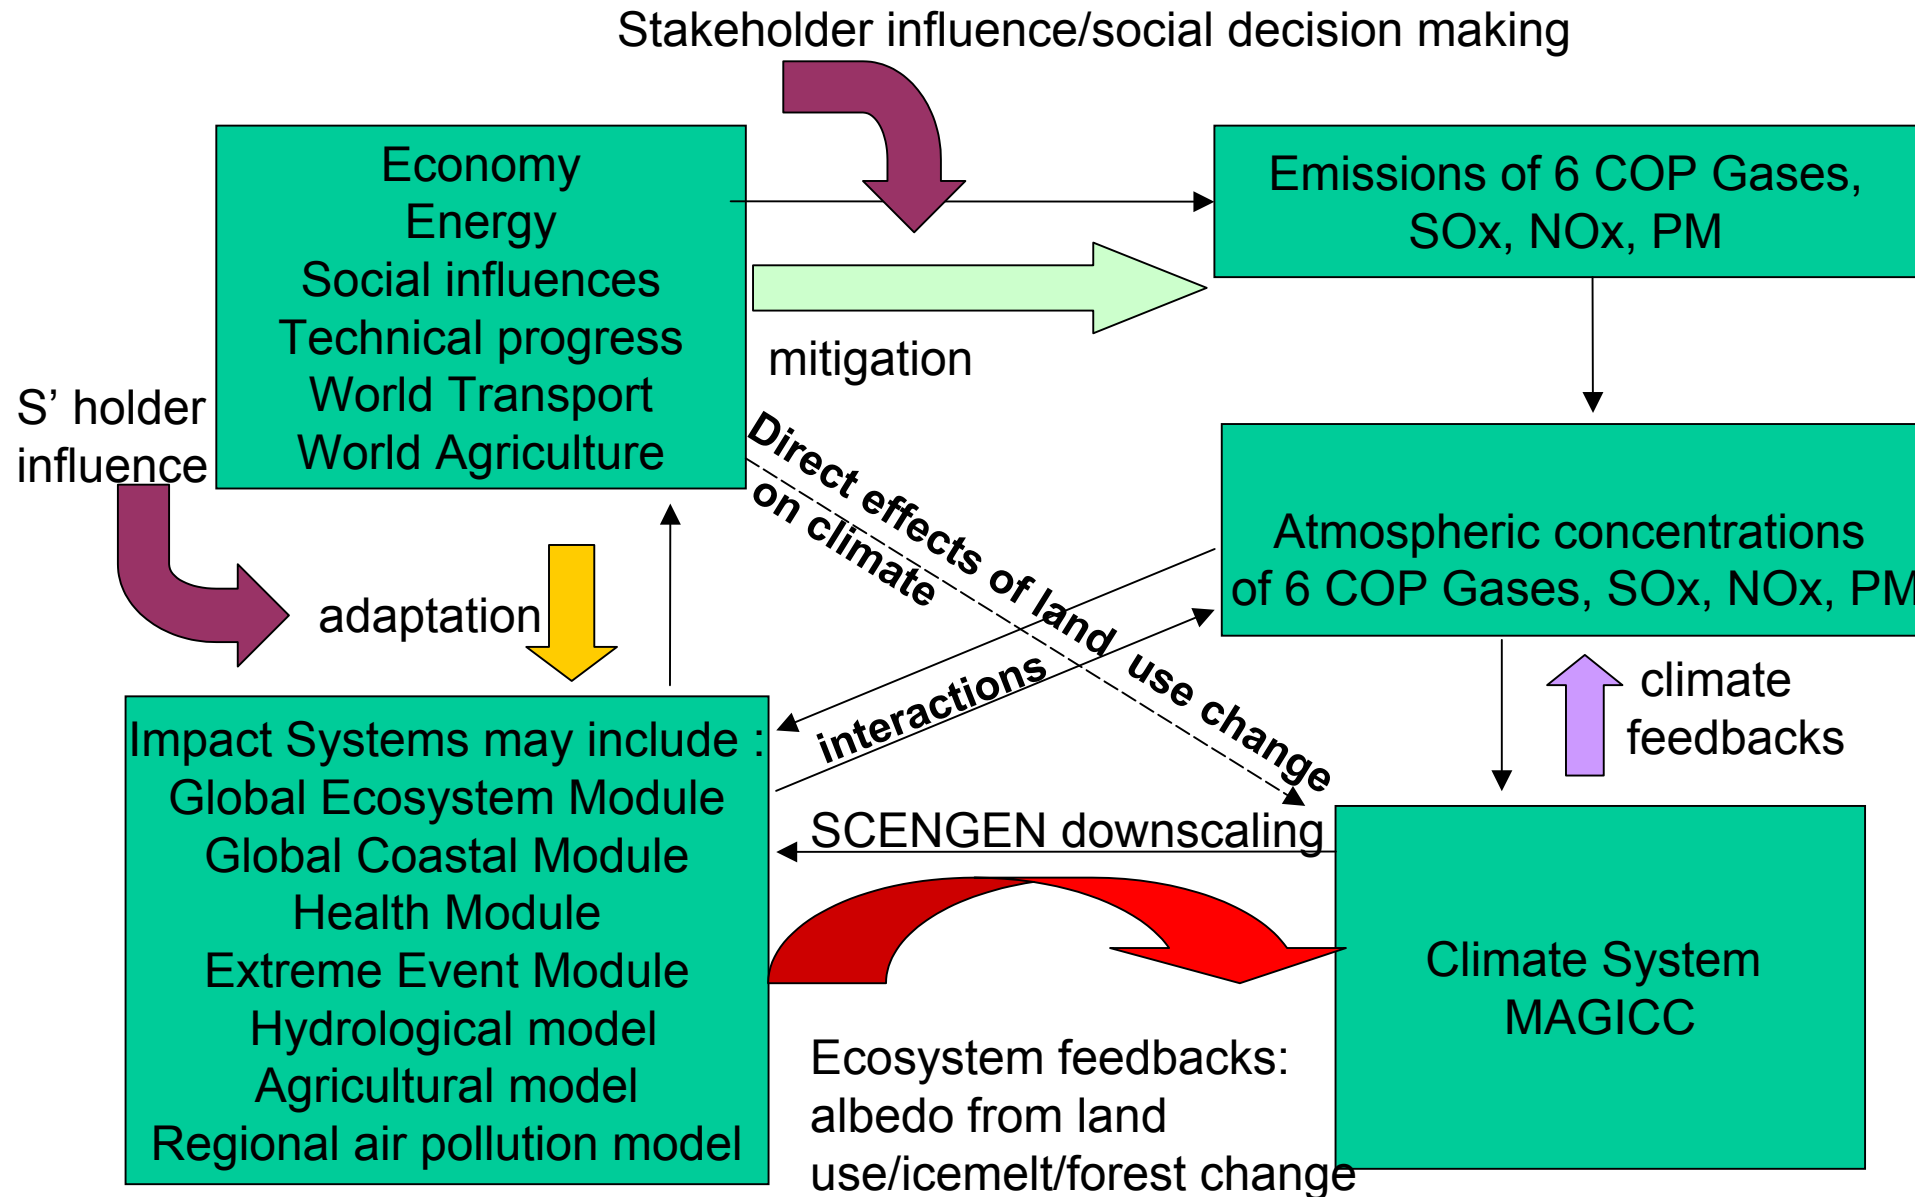 Stakeholder influence/social decision making
Economy
Energy
Social influences
Technical progress
World Transport
World Agriculture
Emissions of 6 COP Gases,
SOx, NOx, PM
mitigation
S' holder
influence
Direct effects of land use change
on climate
Atmospheric concentrations
of 6 COP Gases, SOx, NOx, PM
adaptation
interactions
climate
feedbacks
Impact Systems may include :
Global Ecosystem Module
Global Coastal Module
Health Module
Extreme Event Module
Hydrological model
Agricultural model
Regional air pollution model
SCENGEN downscaling
Climate System
MAGICC
Ecosystem feedbacks:
albedo from land
use/icemelt/forest change